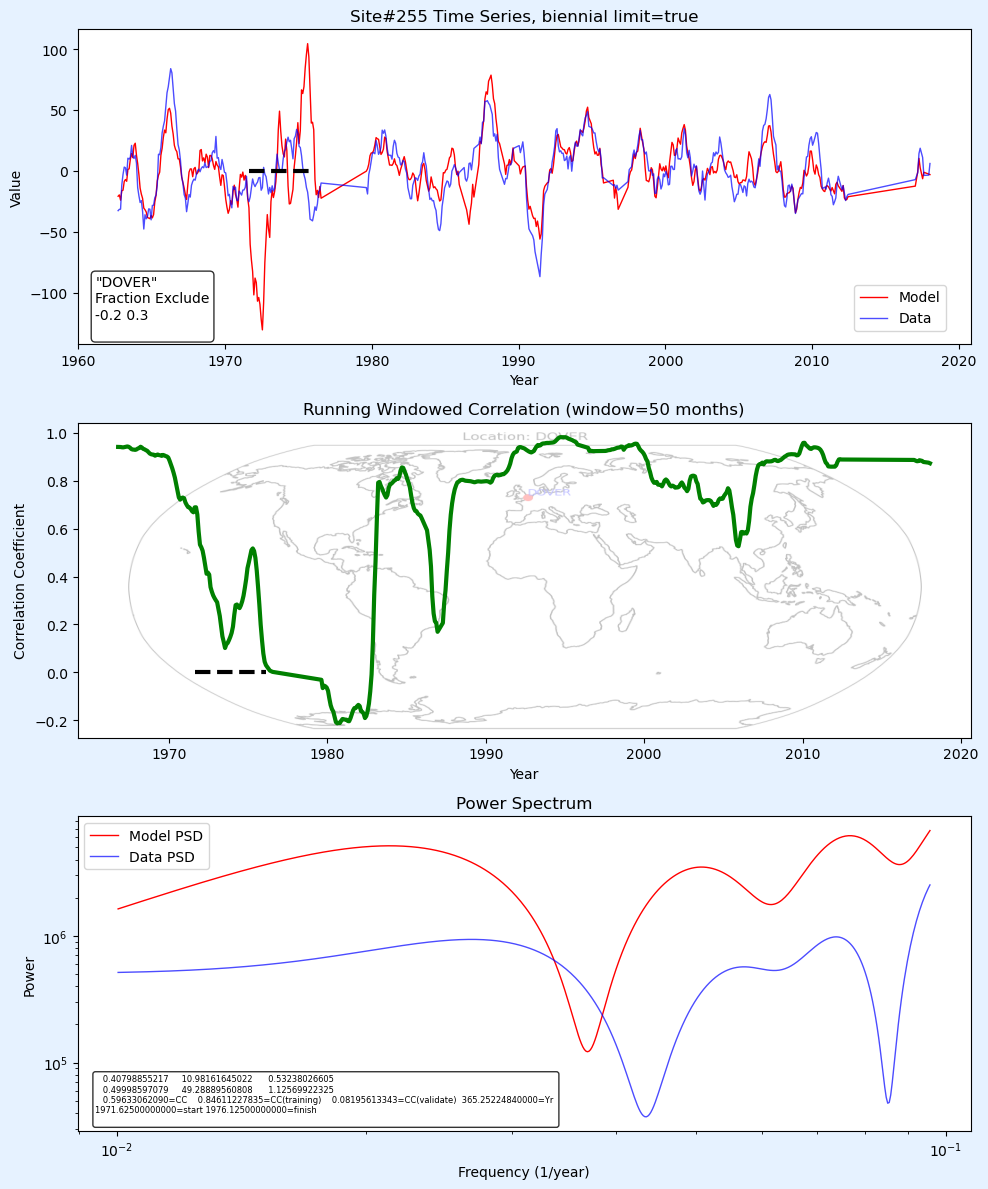 Site#255 Time Series, biennial limit=true
100
50
0
−50
−100
Value
"DOVER"
Fraction Exclude
-0.2 0.3
Model
Data
1960 1970 1980 1990 2000 2010 2020
Year
Running Windowed Correlation (window=50 months)
Location: DOVER
DOVER
1.0
0.8
0.6
0.4
0.2
0.0
−0.2
Correlation Coefficient
1970 1980 1990 2000 2010 2020
Year
Power Spectrum
Model PSD
Data PSD
10^6
10^5
Power
0.40798855217 10.98161645022 0.53238026605
0.49998597079 49.28889560808 1.12569922325
0.59633062090=CC 0.84611227835=CC(training) 0.08195613343=CC(validate) 365.25224840000=Yr
1971.62500000000=start 1976.12500000000=finish
10^−2 10^−1
Frequency (1/year)